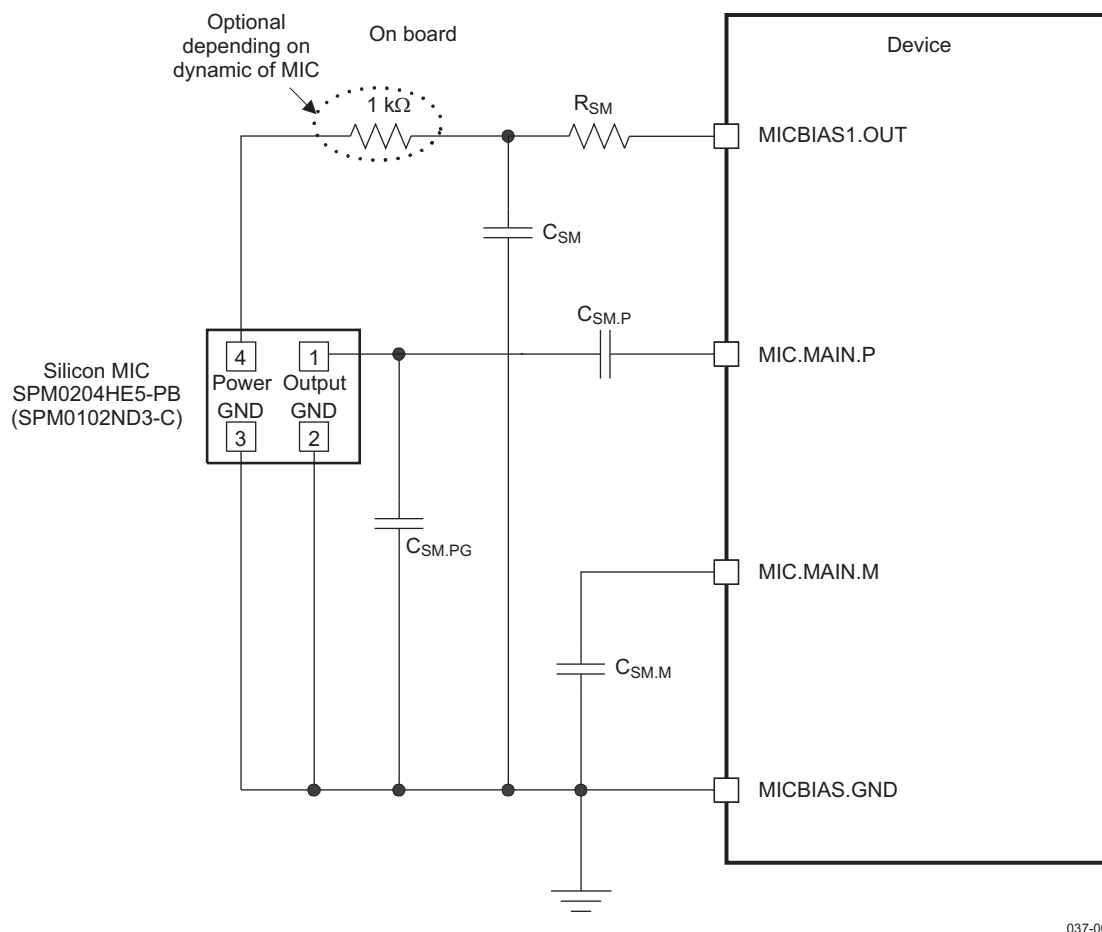 Optional
depending on
dynamic of MIC
On board
Device
1 kΩ
RSM
MICBIAS1.OUT
CSM
CSM.P
MIC.MAIN.P
Silicon MIC
SPM0204HE5-PB
(SPM0102ND3-C)
4 1
Power Output
GND GND
3 2
CSM.PG
MIC.MAIN.M
CSM.M
MICBIAS.GND